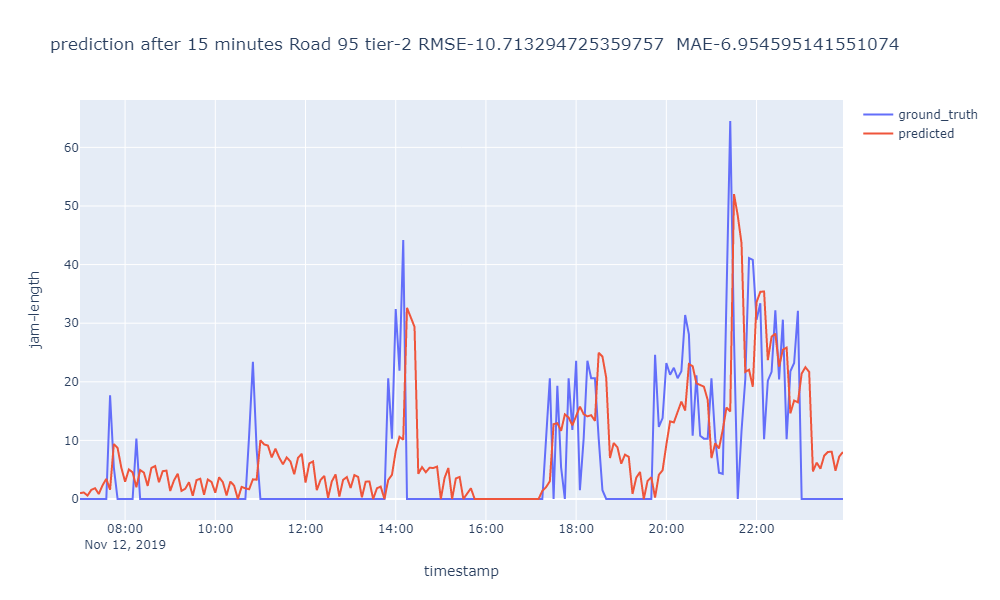 prediction after 15 minutes Road 95 tier-2 RMSE-10.713294725359757 MAE-6.954595141551074
ground_truth
predicted
60
50
40
30
20
10
0
jam-length
08:00 10:00 12:00 14:00 16:00 18:00 20:00 22:00
Nov 12, 2019
timestamp